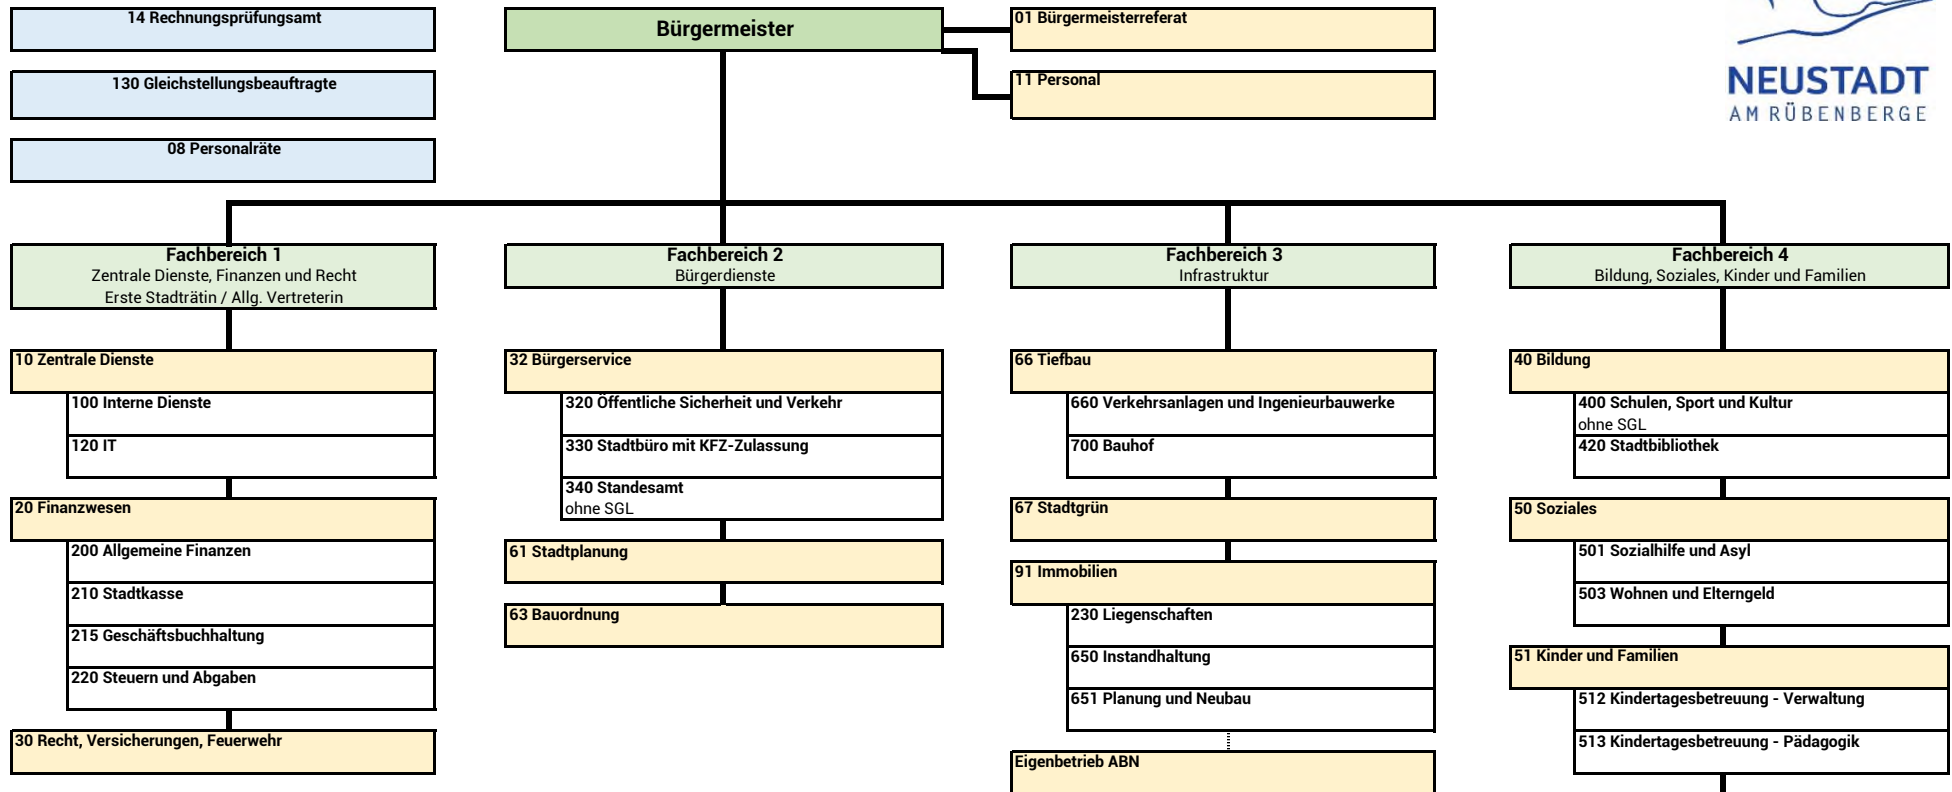 14 Rechnungsprüfungsamt
130 Gleichstellungsbeauftragte
08 Personalräte
Bürgermeister
01 Bürgermeisterreferat
11 Personal
NEUSTADT
AM RÜBENBERGE
Fachbereich 1
Zentrale Dienste, Finanzen und Recht
Erste Stadträtin / Allg. Vertreterin
10 Zentrale Dienste
100 Interne Dienste
120 IT
20 Finanzwesen
200 Allgemeine Finanzen
210 Stadtkasse
215 Geschäftsbuchhaltung
220 Steuern und Abgaben
30 Recht, Versicherungen, Feuerwehr
Fachbereich 2
Bürgerdienste
32 Bürgerservice
320 Öffentliche Sicherheit und Verkehr
330 Stadtbüro mit KFZ-Zulassung
340 Standesamt
ohne SGL
61 Stadtplanung
63 Bauordnung
Fachbereich 3
Infrastruktur
66 Tiefbau
660 Verkehrsanlagen und Ingenieurbauwerke
700 Bauhof
67 Stadtgrün
91 Immobilien
230 Liegenschaften
650 Instandhaltung
651 Planung und Neubau
Eigenbetrieb ABN
Fachbereich 4
Bildung, Soziales, Kinder und Familien
40 Bildung
400 Schulen, Sport und Kultur
ohne SGL
420 Stadtbibliothek
50 Soziales
501 Sozialhilfe und Asyl
503 Wohnen und Elterngeld
51 Kinder und Familien
512 Kindertagesbetreuung - Verwaltung
513 Kindertagesbetreuung - Pädagogik